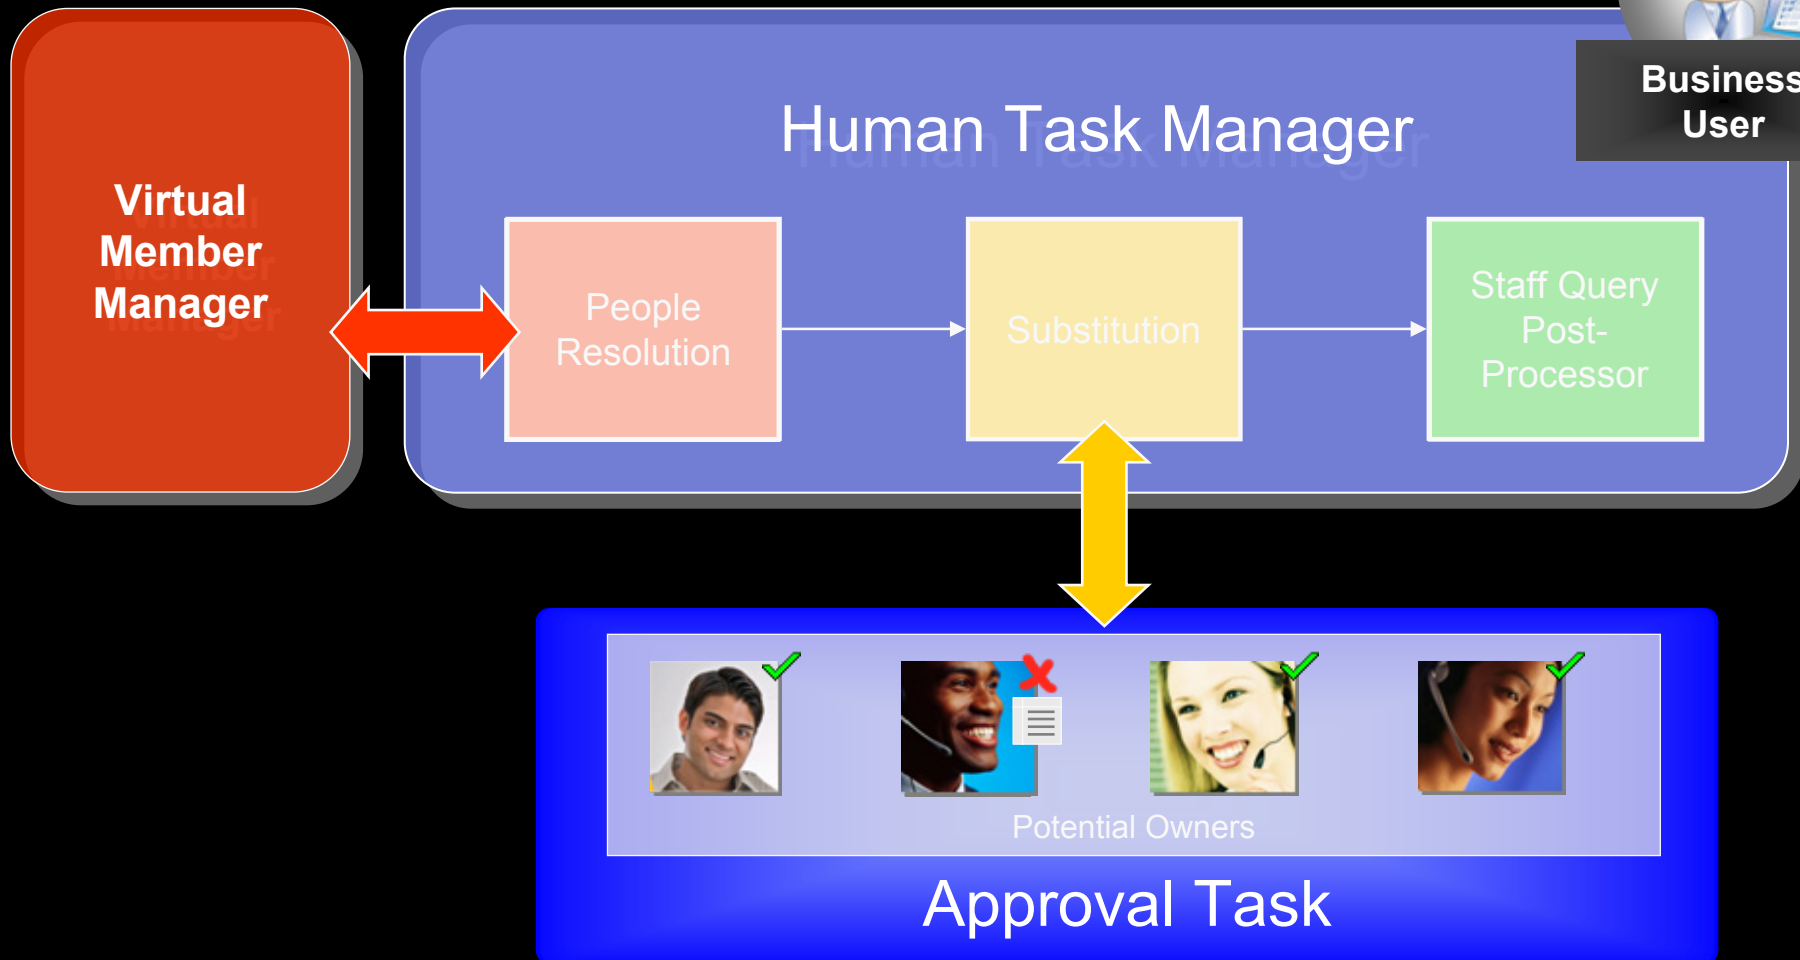 Business
User
Human Task Manager
Virtual
Member
Manager
People
Resolution
Substitution
Staff Query
Post-
Processor
Potential Owners
Approval Task